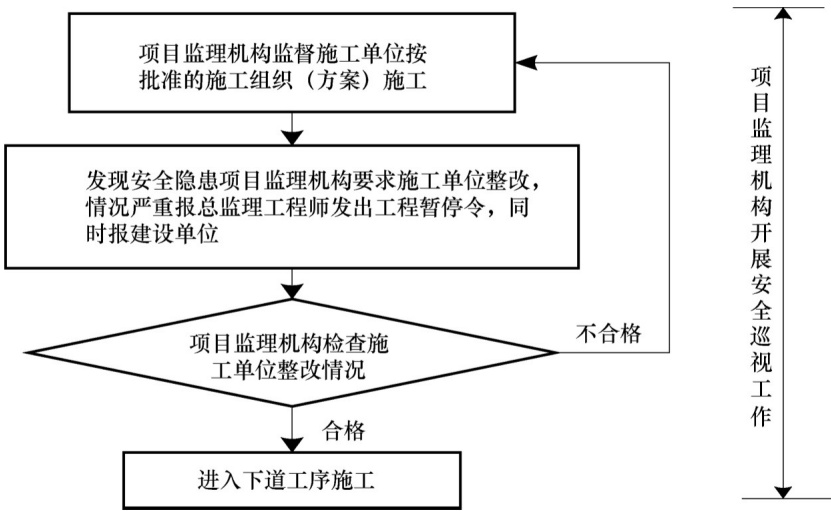 项目监理机构监督施工单位按
批准的施工组织（方案）施工
发现安全隐患项目监理机构要求施工单位整改，
情况严重报总监理工程师发出工程暂停令，同
时报建设单位
项目监理机构检查施
工单位整改情况
不合格
合格
进入下道工序施工
项目监理机构开展安全巡视工作